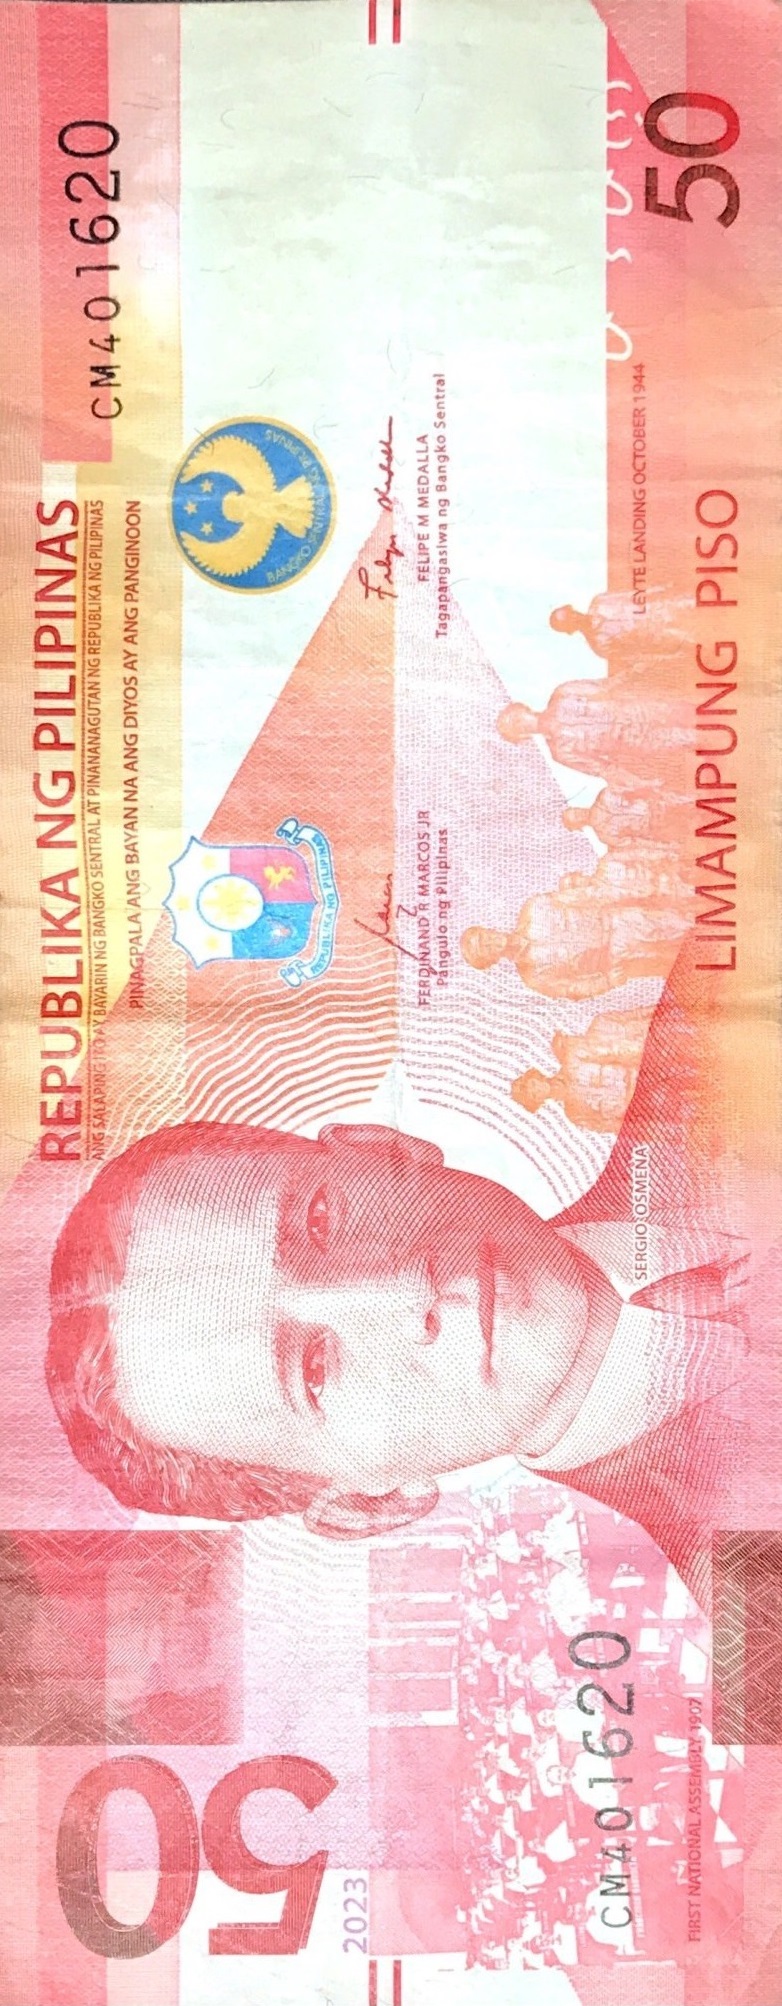 REPUBLIKA NG PILIPINAS
ANG SALAPING ITO AY BAYARIN NG BANGKO SENTRAL AT PINANANAGUTAN NG REPUBLIKA NG PILIPINAS
PINAGPALA ANG BAYAN NA ANG DIYOS AY ANG PANGINOON
CM401620
50
2023
REPUBLIKA NG PILIPINAS
BANGKO SENTRAL NG PILIPINAS
FERDINAND R MARCOS JR
Pangulo ng Pilipinas
FELIPE M MEDALLA
Tagapangasiwa ng Bangko Sentral
CM401620
FIRST NATIONAL ASSEMBLY 1907
SERGIO OSMEÑA
LEYTE LANDING OCTOBER 1944
LIMAMPUNG PISO
50